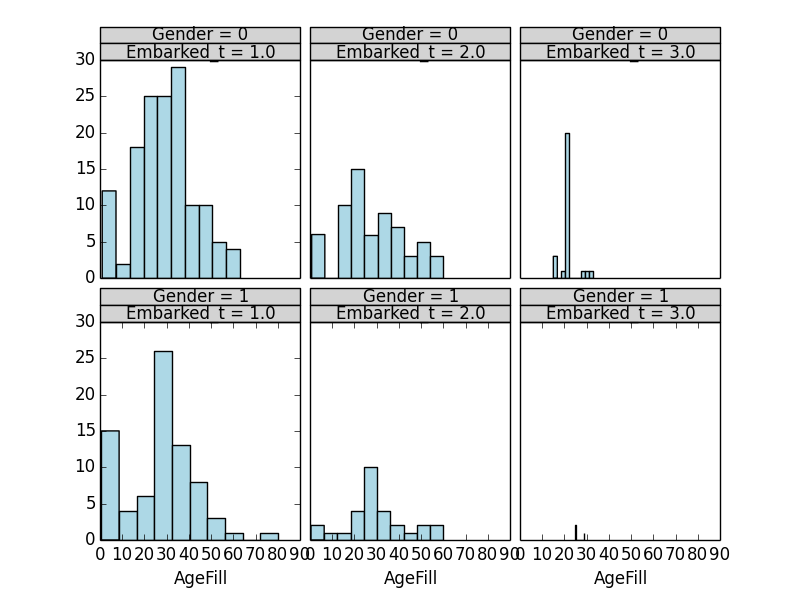 Gender = 0 Gender = 0 Gender = 0
Embarked_t = 1.0 Embarked_t = 2.0 Embarked_t = 3.0
30
25
20
15
10
5
0
Gender = 1 Gender = 1 Gender = 1
Embarked_t = 1.0 Embarked_t = 2.0 Embarked_t = 3.0
30
25
20
15
10
5
0
0 10 20 30 40 50 60 70 80 90 0 10 20 30 40 50 60 70 80 90 0 10 20 30 40 50 60 70 80 90
AgeFill AgeFill AgeFill